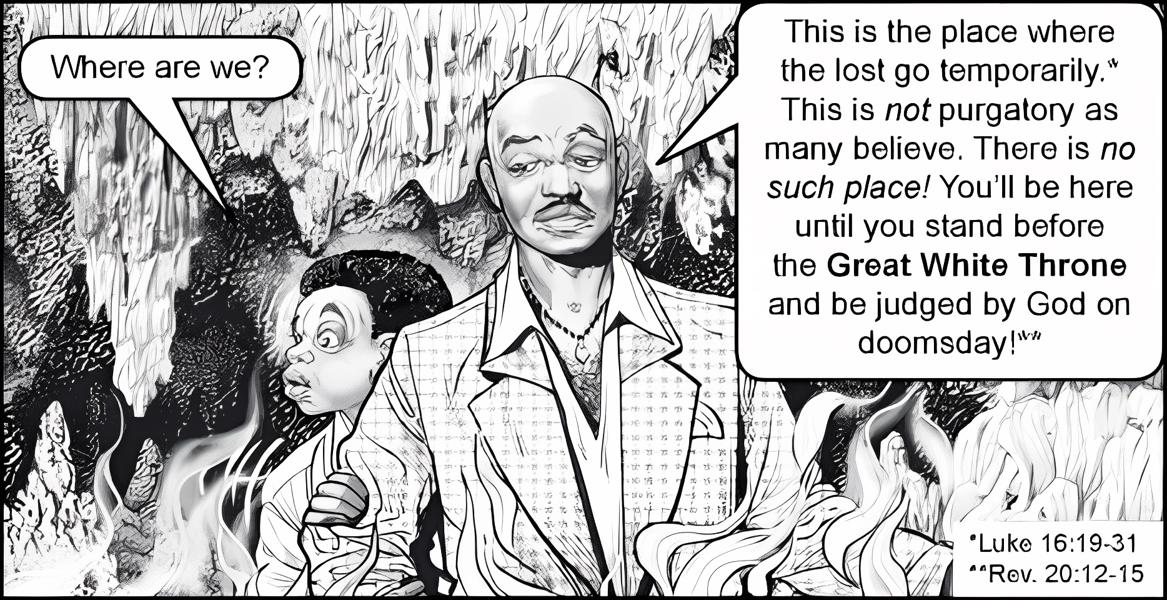 Where are we?
This is the place where
the lost go temporarily.*
This is not purgatory as
many believe. There is no
such place! You'll be here
until you stand before
the Great White Throne
and be judged by God on
doomsday!**
*Luke 16:19-31
**Rev. 20:12-15